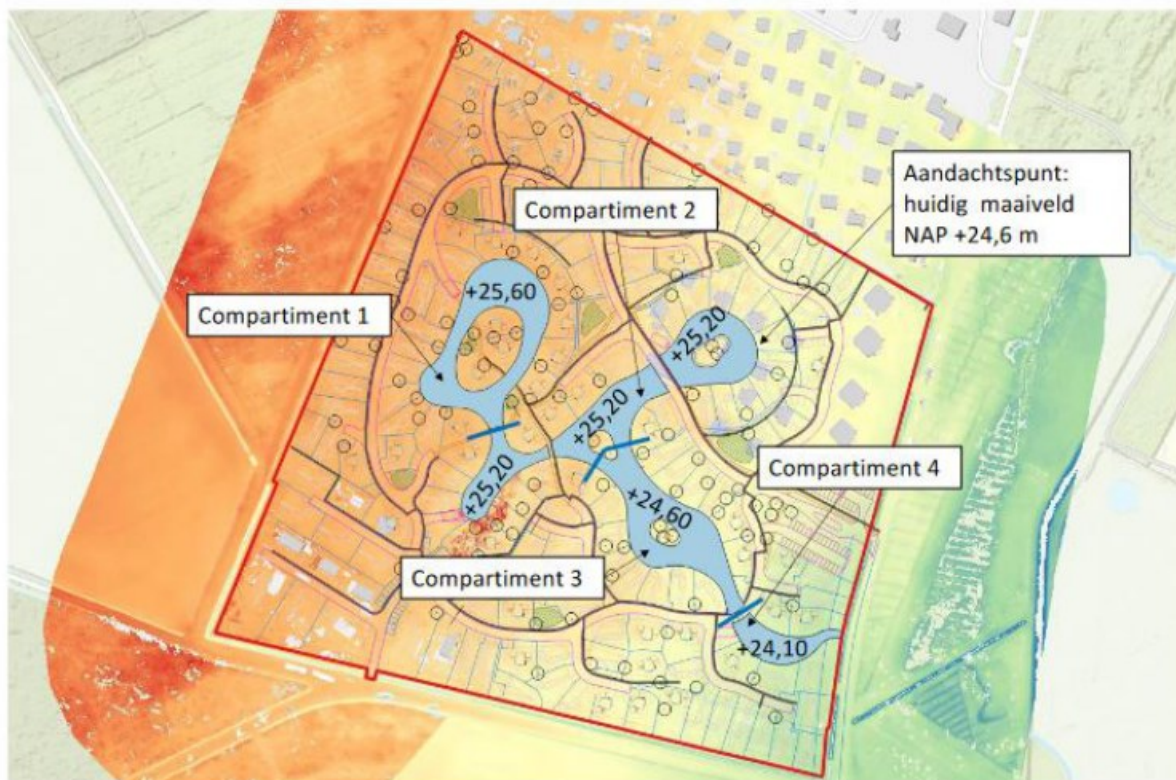 Aandachtspunt:
huidig maaiveld
NAP +24,6 m
Compartiment 2
+25,60
Compartiment 1
+25,20
+25,20
+25,20
Compartiment 4
+24,60
Compartiment 3
+24,10